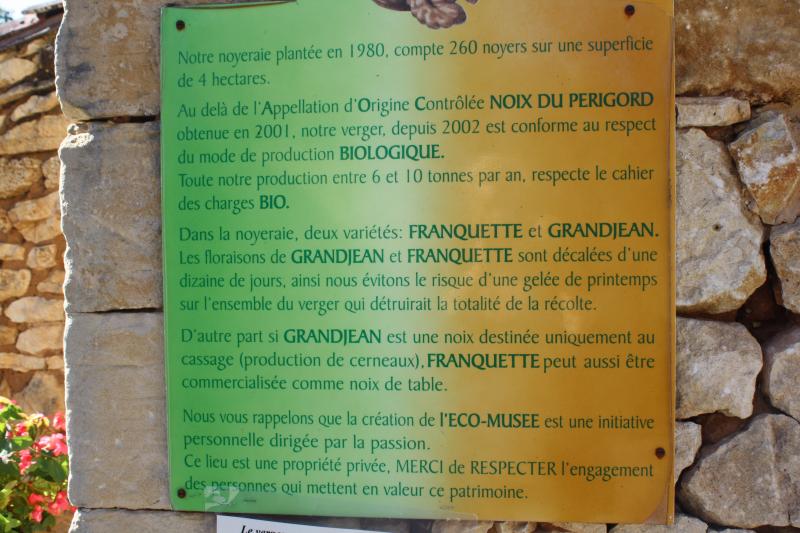 Notre noyeraie plantée en 1980, compte 260 noyers sur une superficie
de 4 hectares.
Au delà de l'Appellation d'Origine Contrôlée NOIX DU PERIGORD
obtenue en 2001, notre verger, depuis 2002 est conforme au respect
du mode de production BIOLOGIQUE.
Toute notre production entre 6 et 10 tonnes par an, respecte le cahier
des charges BIO.
Dans la noyeraie, deux variétés: FRANQUETTE et GRANDJEAN.
Les floraisons de GRANDJEAN et FRANQUETTE sont décalées d'une
dizaine de jours, ainsi nous évitons le risque d'une gelée de printemps
sur l'ensemble du verger qui détruirait la totalité de la récolte.
D'autre part si GRANDJEAN est une noix destinée uniquement au
cassage (production de cerneaux), FRANQUETTE peut aussi être
commercialisée comme noix de table.
Nous vous rappelons que la création de l'ECO-MUSEE est une initiative
personnelle dirigée par la passion.
Ce lieu est une propriété privée, MERCI de RESPECTER l'engagement
des personnes qui mettent en valeur ce patrimoine.
Le